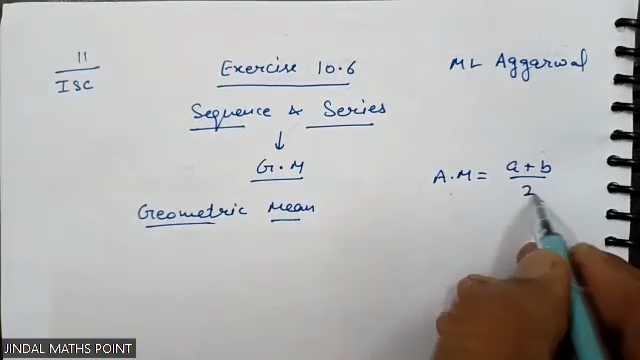 11
ISC
Exercise 10.6
ML Aggarwal
Sequence & Series
↓
G.M
Geometric Mean
A.M = a+b
2
JINDAL MATHS POINT